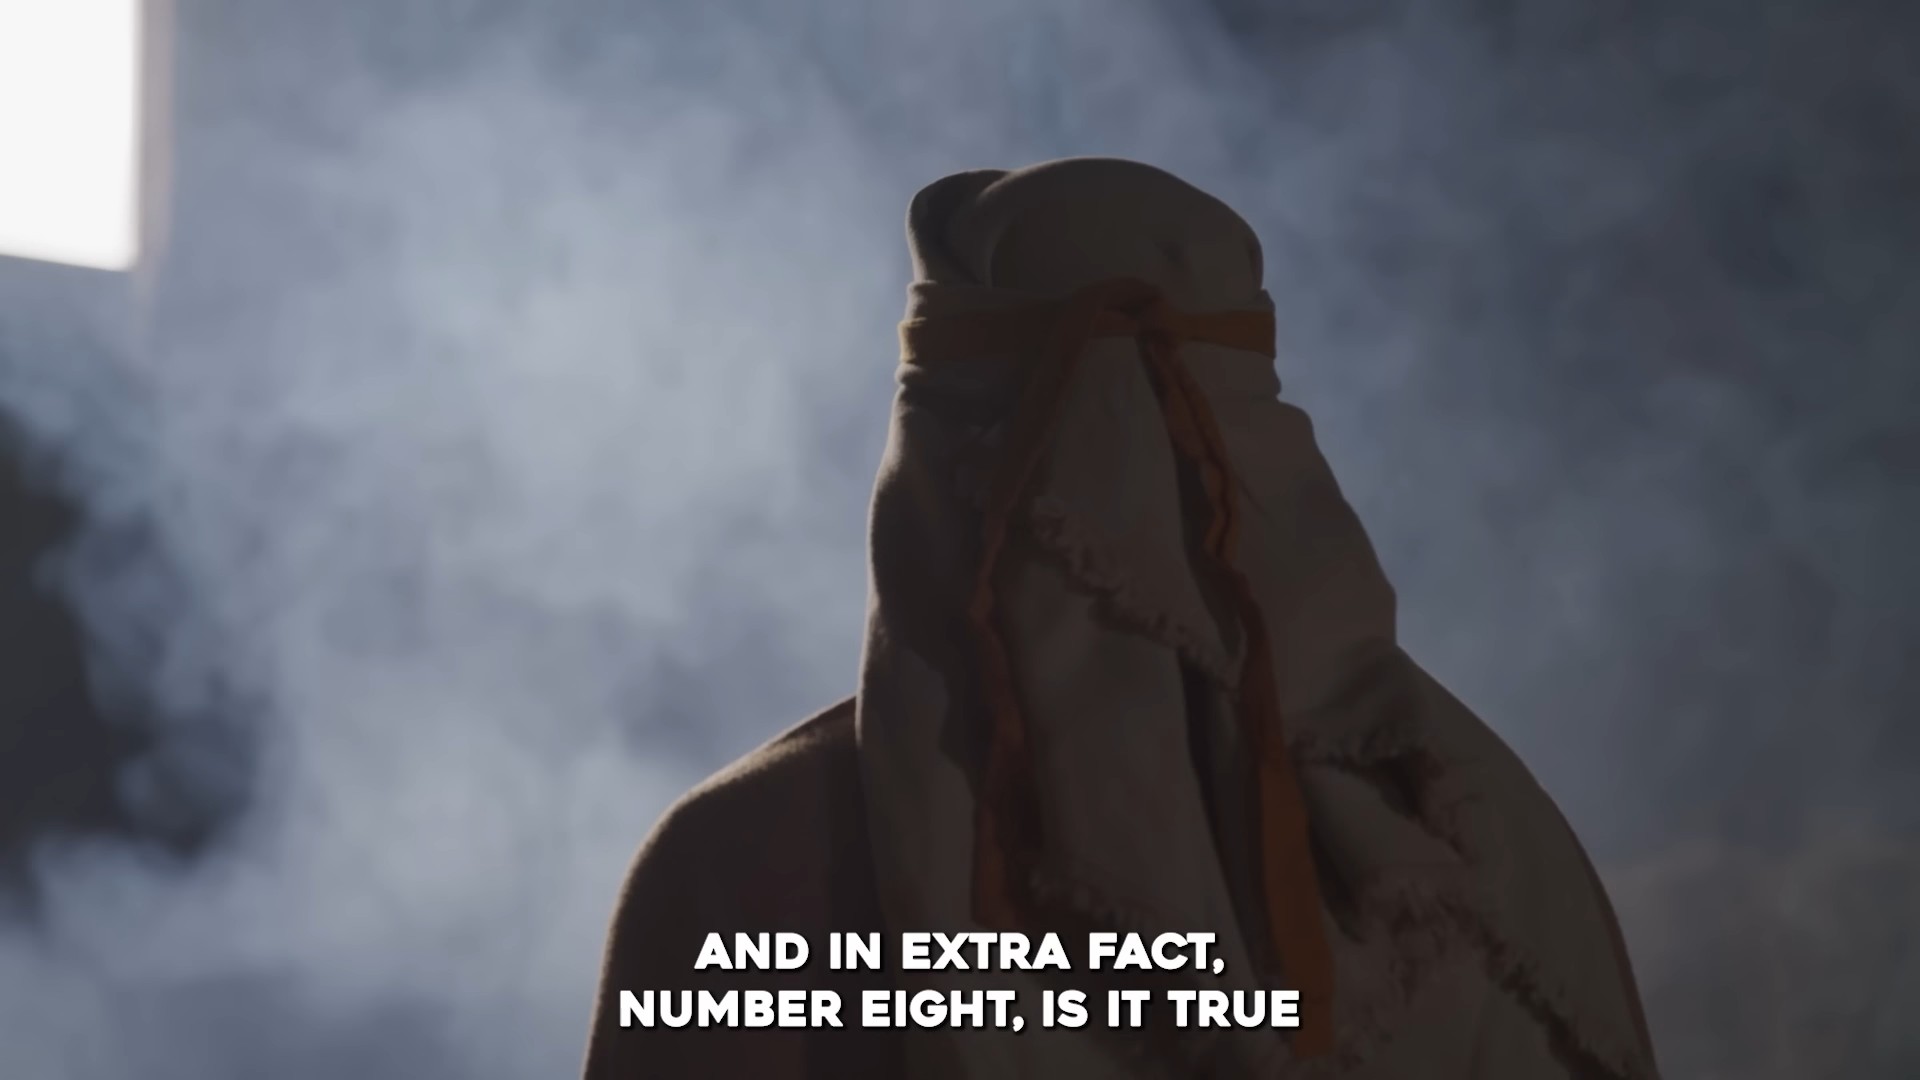 AND IN EXTRA FACT,
NUMBER EIGHT, IS IT TRUE